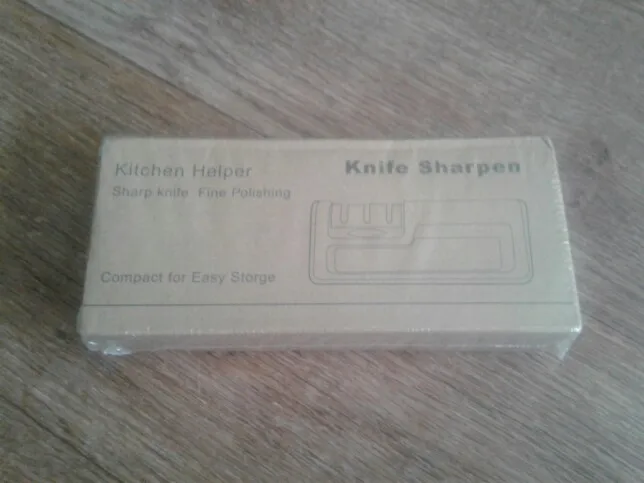 Kitchen Helper
Knife Sharpen
Sharp knife Fine Polishing
Compact for Easy Storge